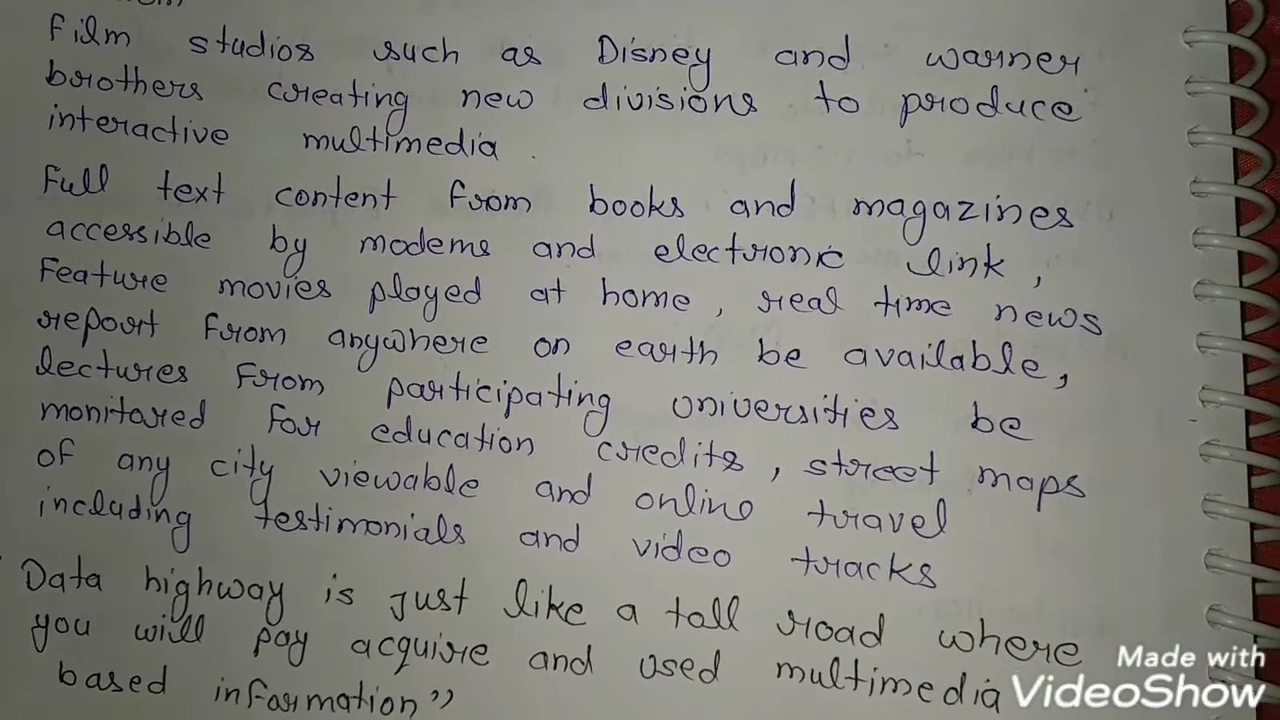 Film studios such as Disney and warner
brothers creating new divisions to produce
interactive multimedia.
Full text content from books and magazines
accessible by modems and electronic link,
Feature movies played at home, real time news
report from anywhere on earth be available,
lectures from participating universities be
monitored for education credits, street maps
of any city viewable and online travel
including testimonials and video tracks
Data highway is just like a tall road where
you will pay acquire and used multimedia
based information”
Made with
VideoShow